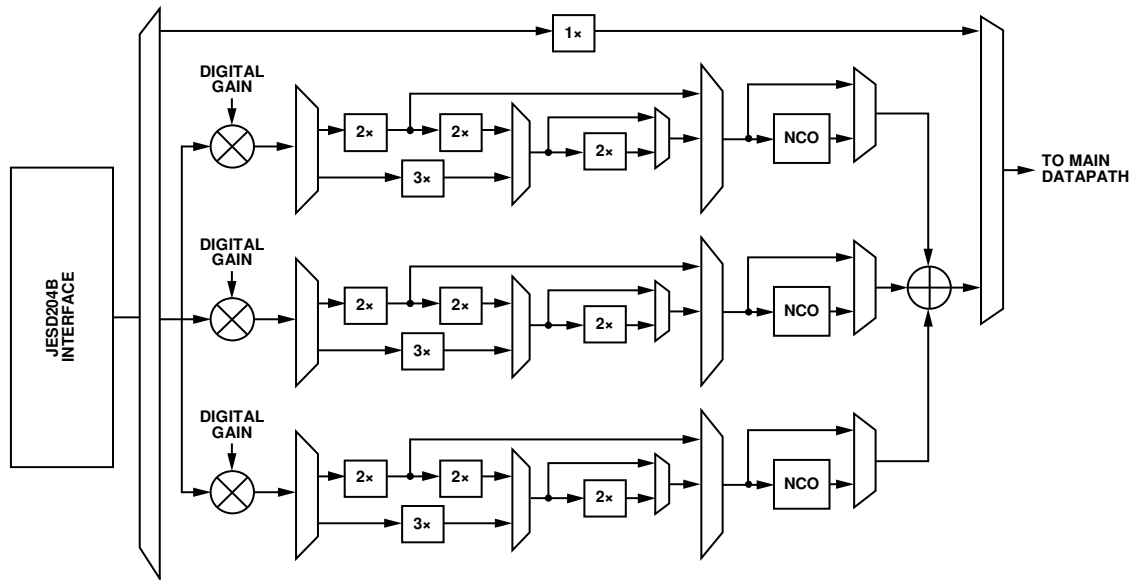 1×
DIGITAL
GAIN
2×
2×
2×
3×
NCO
TO MAIN
DATAPATH
JESD204B
INTERFACE
DIGITAL
GAIN
2×
2×
2×
3×
NCO
DIGITAL
GAIN
2×
2×
2×
3×
NCO